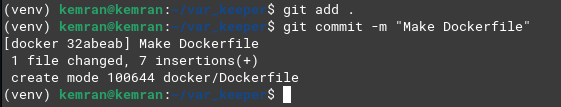 (venv) kemran@kemran:~/var_keeper$ git add .
(venv) kemran@kemran:~/var_keeper$ git commit -m "Make Dockerfile"
[docker 32abeab] Make Dockerfile
1 file changed, 7 insertions(+)
create mode 100644 docker/Dockerfile
(venv) kemran@kemran:~/var_keeper$